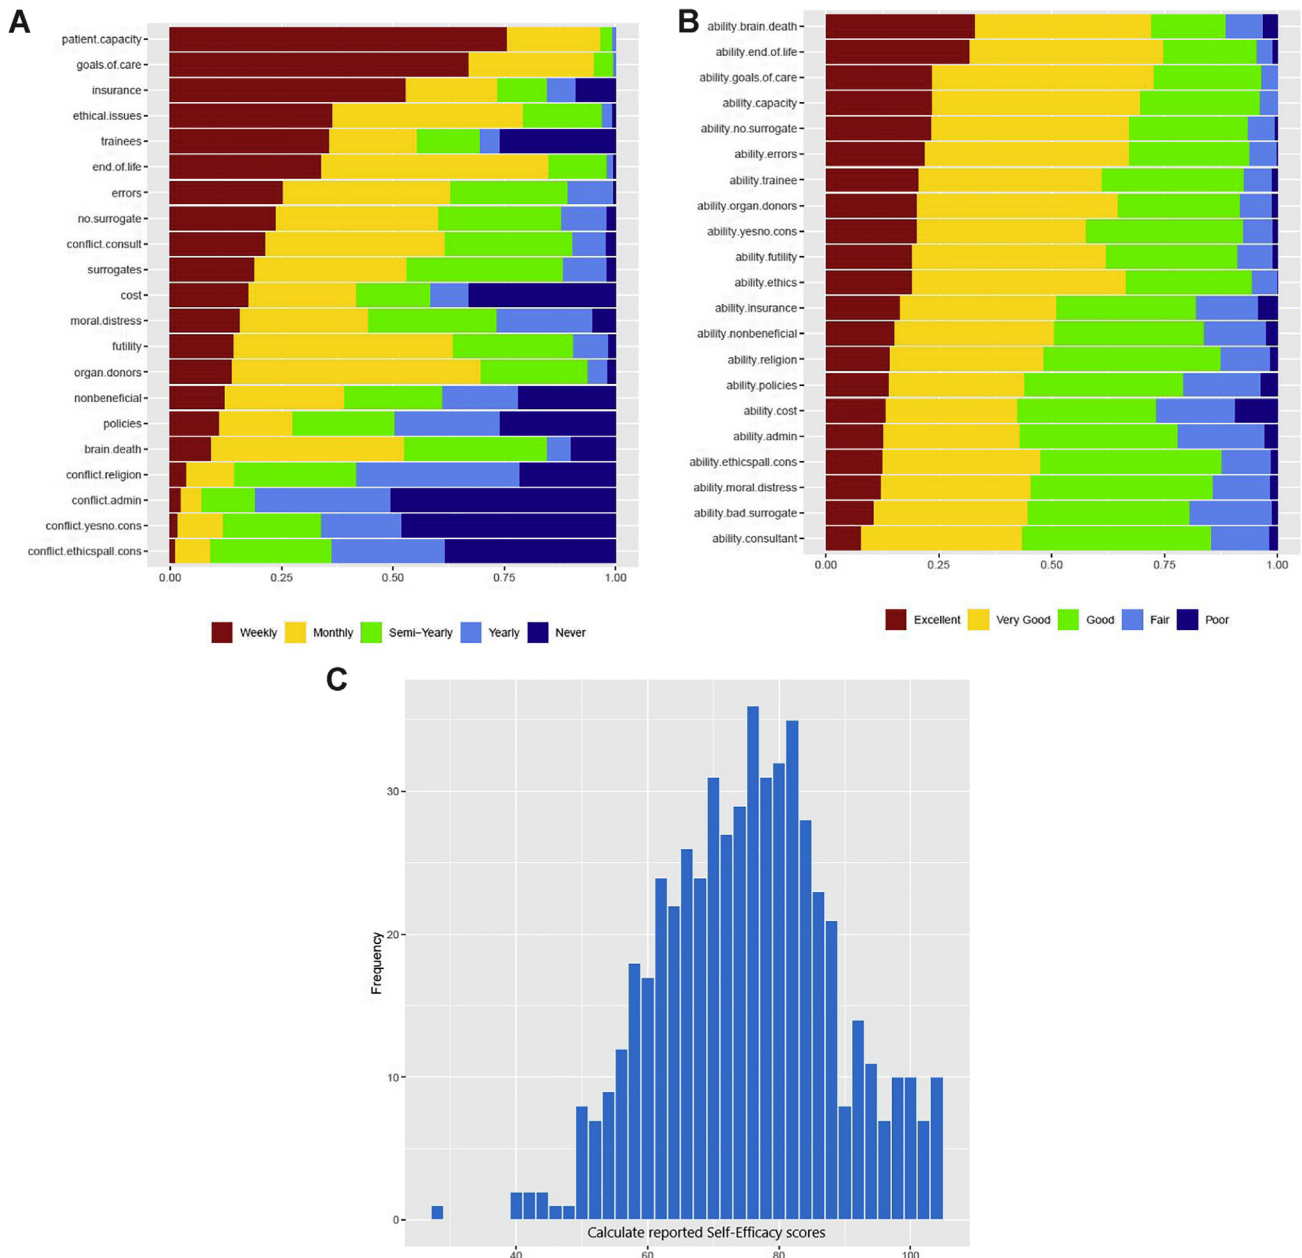 A
patient.capacity
goals.of.care
insurance
ethical.issues
trainees
end.of.life
errors
no.surrogate
conflict.consult
surrogates
cost
moral.distress
futility
organ.donors
nonbeneficial
policies
brain.death
conflict.religion
conflict.admin
conflict.yesno.cons
conflict.ethicspall.cons
0.00 0.25 0.50 0.75 1.00
Weekly Monthly Semi-Yearly Yearly Never
B
ability.brain.death
ability.end.of.life
ability.goals.of.care
ability.capacity
ability.no.surrogate
ability.errors
ability.trainee
ability.organ.donors
ability.yesno.cons
ability.futility
ability.ethics
ability.insurance
ability.nonbeneficial
ability.religion
ability.policies
ability.cost
ability.admin
ability.ethicspall.cons
ability.moral.distress
ability.bad.surrogate
ability.consultant
0.00 0.25 0.50 0.75 1.00
Excellent Very Good Good Fair Poor
C
Frequency
30
20
10
0
Calculate reported Self-Efficacy scores
40 60 80 100